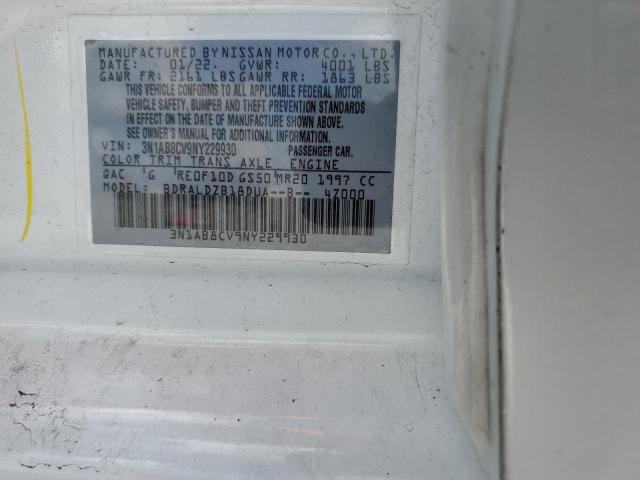 MANUFACTURED BY NISSAN MOTOR CO., LTD.
DATE: 01/22. GVWR: 4001 LBS
GAWR FR: 2161 LBS GAWR RR: 1863 LBS
THIS VEHICLE CONFORMS TO ALL APPLICABLE FEDERAL MOTOR
VEHICLE SAFETY, BUMPER AND THEFT PREVENTION STANDARDS
IN EFFECT ON THE DATE OF MANUFACTURE SHOWN ABOVE.
SEE OWNER'S MANUAL FOR ADDITIONAL INFORMATION.
VIN: 3N1AB8CV9NY229930 PASSENGER CAR.
COLOR TRIM TRANS AXLE ENGINE
QAC G RE0F10D GS50 MR20 1997 CC
MODEL: BDRALDZB18DUA--B-- 4Z000
3N1AB8CV9NY229930